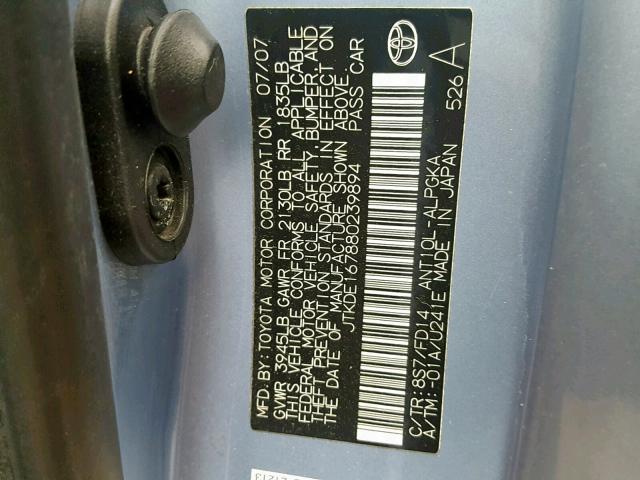 MFD. BY: TOYOTA MOTOR CORPORATION 07/07
GVWR 3945LB GAWR FR 2130LB RR 1835LB
THIS VEHICLE CONFORMS TO ALL APPLICABLE
FEDERAL MOTOR VEHICLE SAFETY, BUMPER, AND
THEFT PREVENTION STANDARDS IN EFFECT ON
THE DATE OF MANUFACTURE SHOWN ABOVE.
JTKDE167880239894 PASS CAR
C/TR: 8S7/FD14 ANT10L-ALPGKA
A/TM: -01A/U241E MADE IN JAPAN 526 A